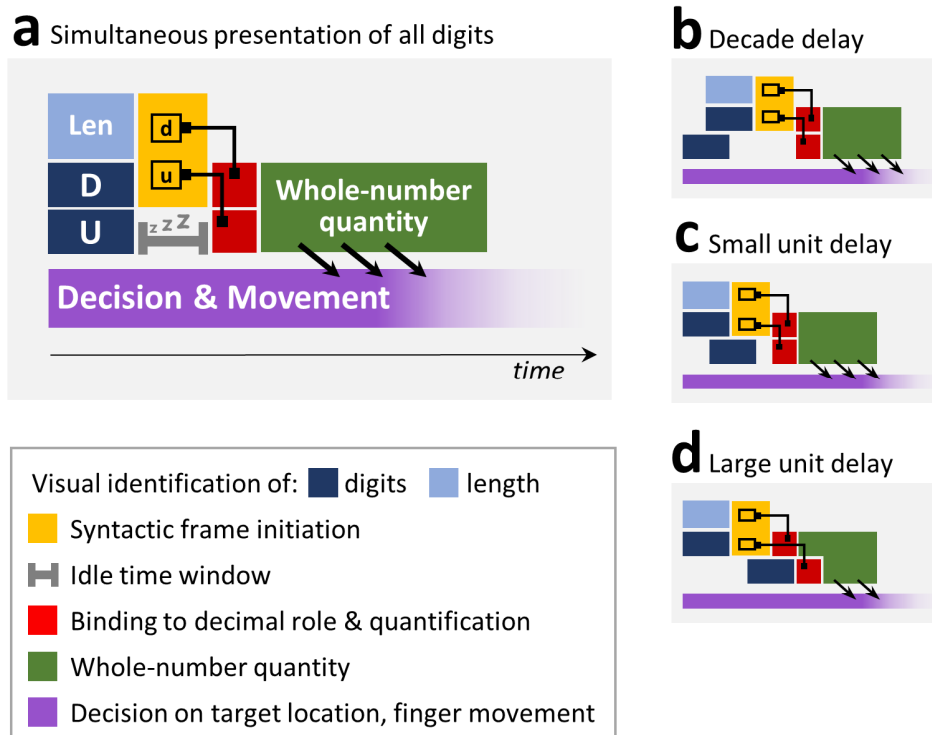 a Simultaneous presentation of all digits
Len
d
D
u
U
z z z
Whole-number
quantity
Decision & Movement
time
b Decade delay
c Small unit delay
d Large unit delay
Visual identification of: digits length
Syntactic frame initiation
Idle time window
Binding to decimal role & quantification
Whole-number quantity
Decision on target location, finger movement